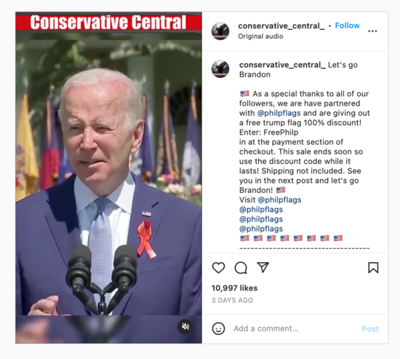 Conservative Central
conservative_central_ • Follow
Original audio
...
conservative_central_ Let's go
Brandon
🇺🇸 As a special thanks to all of our
followers, we are have partnered
with @philpflags and are giving out
a free trump flag 100% discount!
Enter: FreePhilp
in at the payment section of
checkout. This sale ends soon so
use the discount code while it
lasts! Shipping not included. See
you in the next post and let's go
Brandon! 🇺🇸
Visit @philpflags
@philpflags
@philpflags
@philpflags
🇺🇸 🇺🇸 🇺🇸 🇺🇸 🇺🇸 🇺🇸 🇺🇸 🇺🇸
----------------------------------
10,997 likes
3 DAYS AGO
Add a comment...
Post